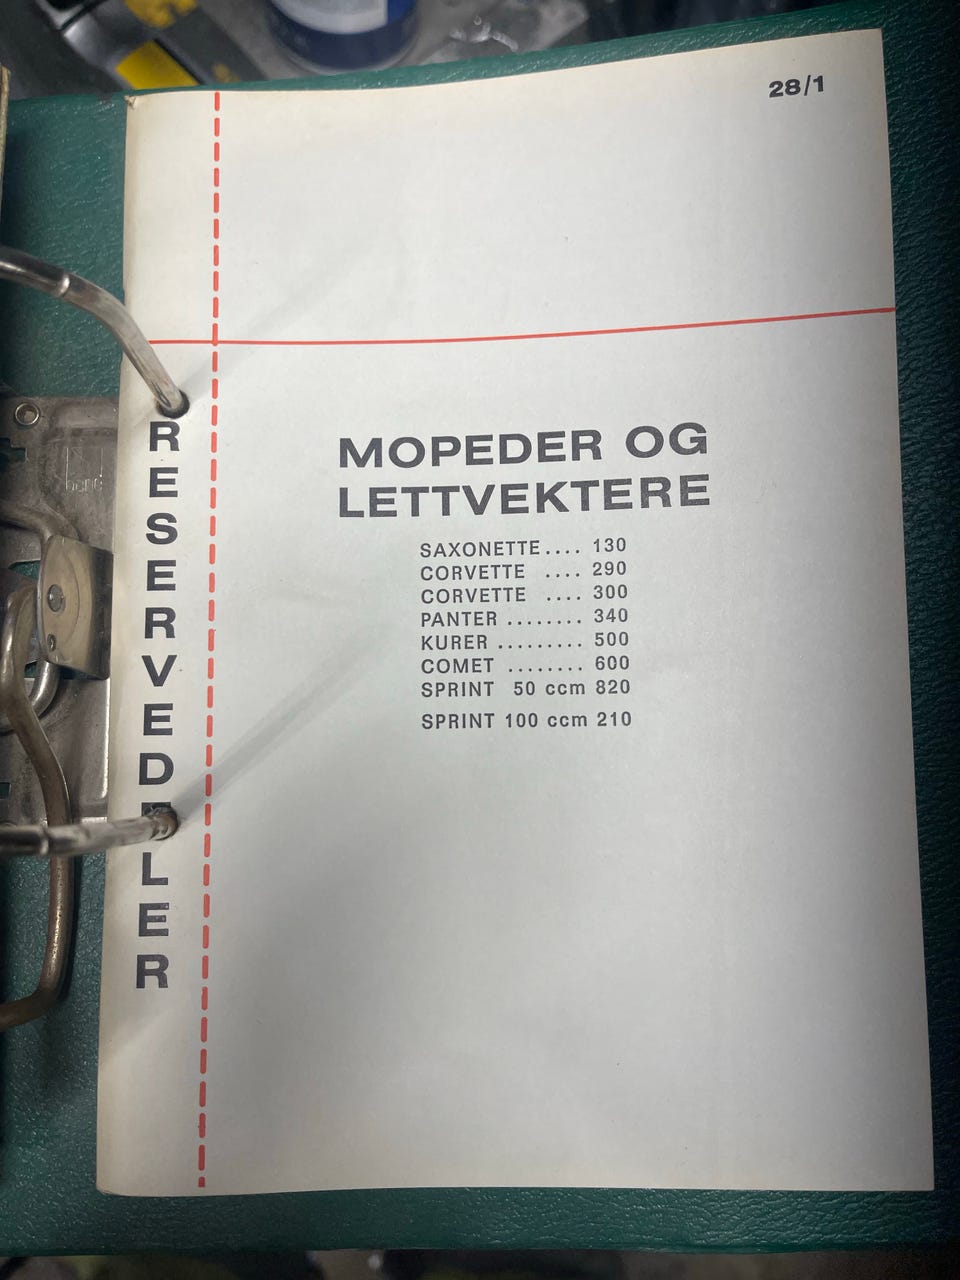 28/1
RESERVEDELER
MOPEDER OG
LETTVEKTERE
SAXONETTE.... 130
CORVETTE .... 290
CORVETTE .... 300
PANTER ........ 340
KURER ......... 500
COMET ........ 600
SPRINT 50 ccm 820
SPRINT 100 ccm 210